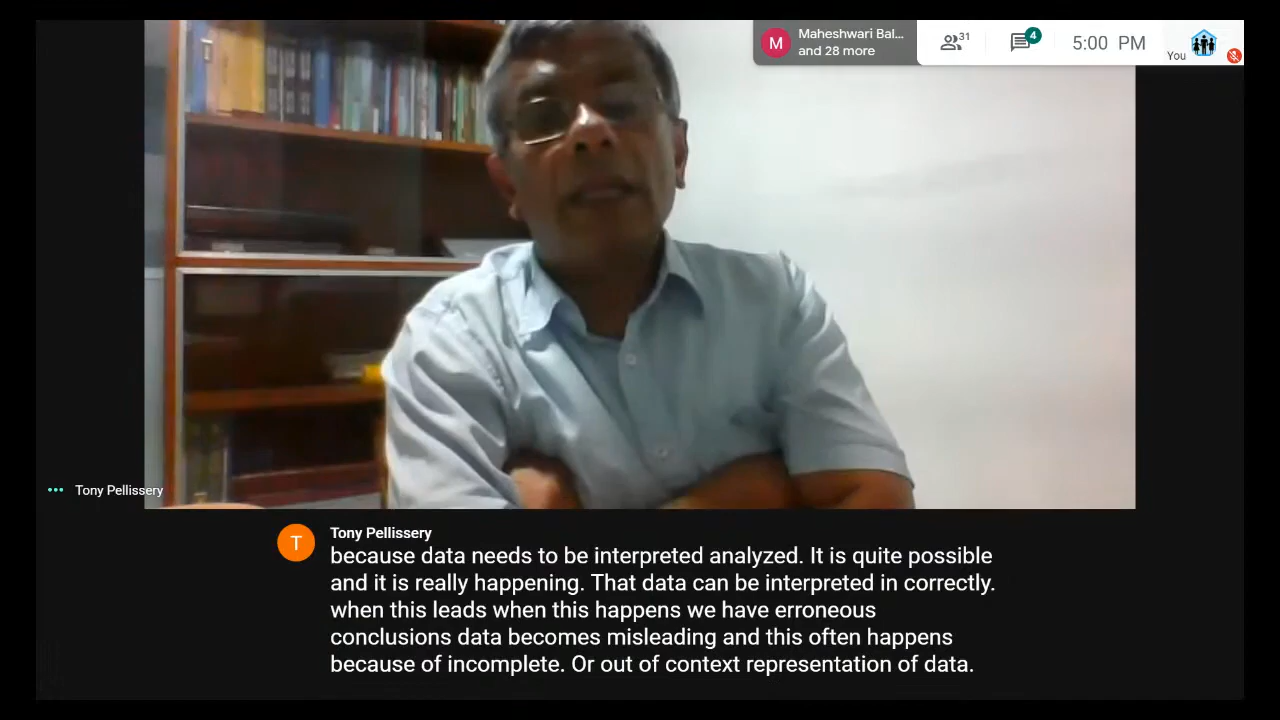 M
Maheshwari Bal...
and 28 more
31
4
5:00 PM
You
Tony Pellissery
T
Tony Pellissery
because data needs to be interpreted analyzed. It is quite possible
and it is really happening. That data can be interpreted in correctly.
when this leads when this happens we have erroneous
conclusions data becomes misleading and this often happens
because of incomplete. Or out of context representation of data.